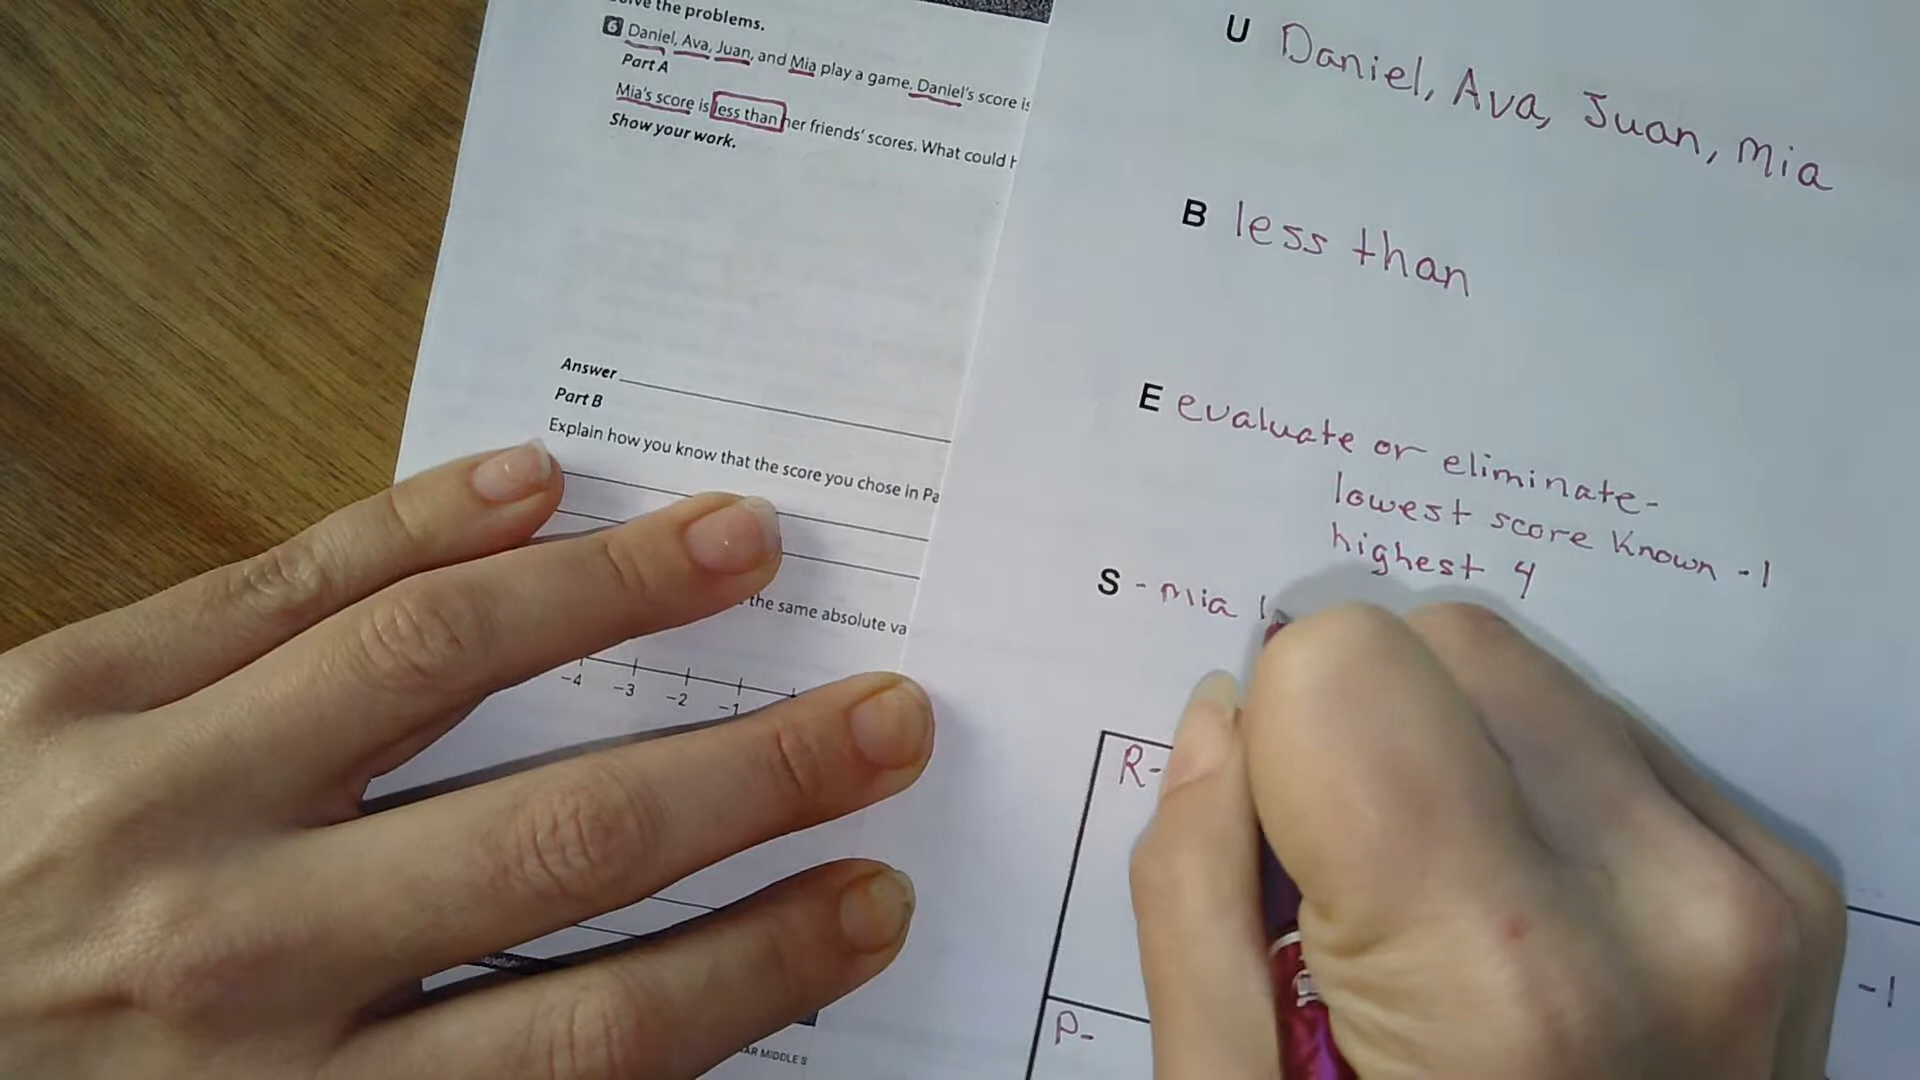 the problems.
6 Daniel, Ava, Juan, and Mia play a game. Daniel's score is
Part A
Mia's score is less than her friends' scores. What could
Show your work.
Answer
Part B
Explain how you know that the score you chose in
the same absolute
-4 -3 -2 -1
U Daniel, Ava, Juan, Mia
B less than
E evaluate or eliminate-
lowest score known -1
highest 4
S - mia
R-
-1
P-
MIDDLE S